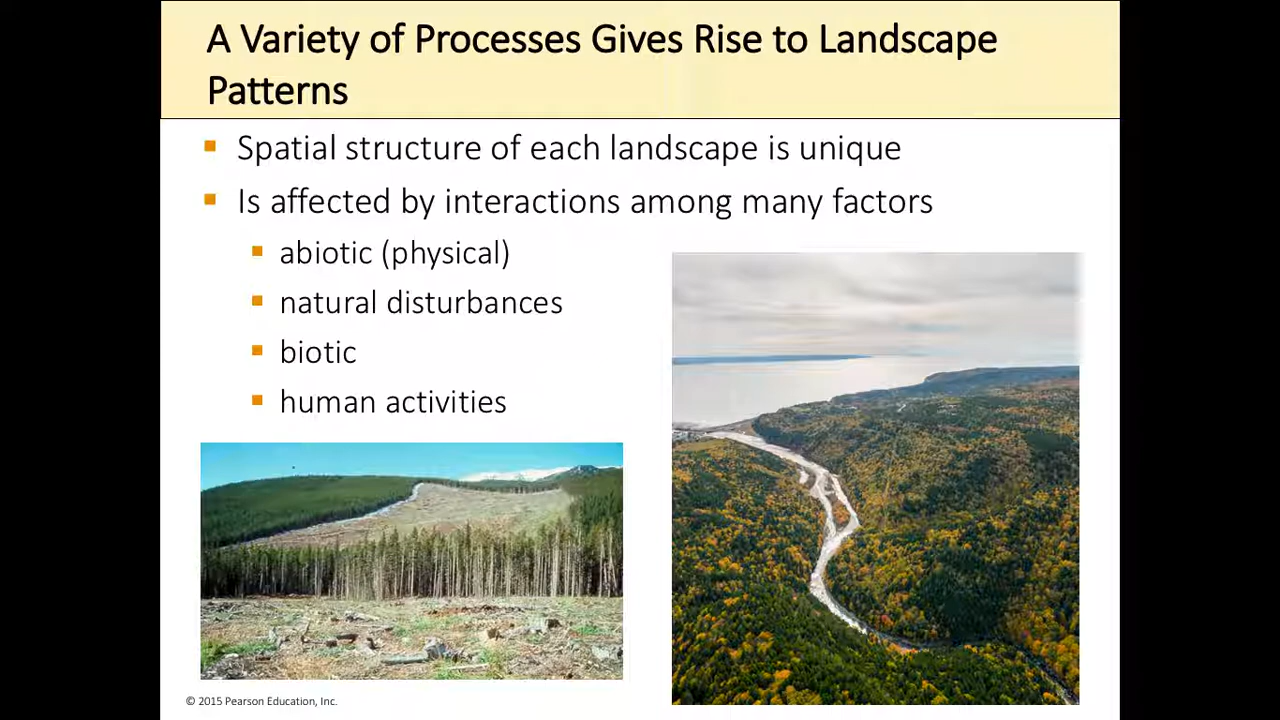 A Variety of Processes Gives Rise to Landscape
Patterns
Spatial structure of each landscape is unique
Is affected by interactions among many factors
abiotic (physical)
natural disturbances
biotic
human activities
© 2015 Pearson Education, Inc.